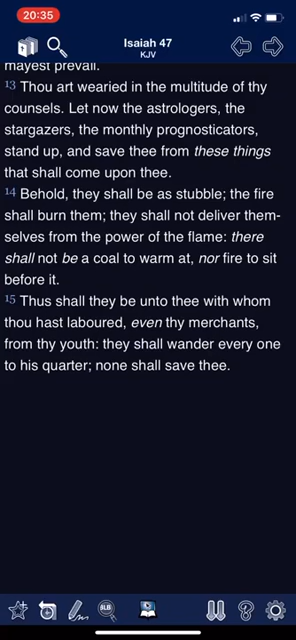 20:35
Isaiah 47
KJV
mayest prevail.
13 Thou art wearied in the multitude of thy
counsels. Let now the astrologers, the
stargazers, the monthly prognosticators,
stand up, and save thee from these things
that shall come upon thee.
14 Behold, they shall be as stubble; the fire
shall burn them; they shall not deliver them-
selves from the power of the flame: there
shall not be a coal to warm at, nor fire to sit
before it.
15 Thus shall they be unto thee with whom
thou hast laboured, even thy merchants,
from thy youth: they shall wander every one
to his quarter; none shall save thee.
BLB